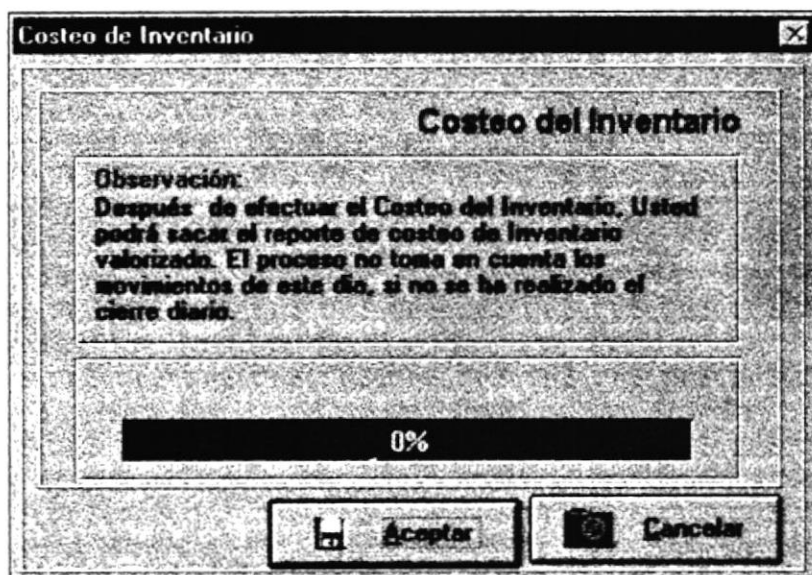 Costeo de Inventario
Costeo del Inventario
Observación:
Después de efectuar el Costeo del Inventario, Usted
podrá sacar el reporte de costeo de Inventario
valorizado. El proceso no toma en cuenta los
movimientos de este día, si no se ha realizado el
cierre diario.
0%
Aceptar
Cancelar